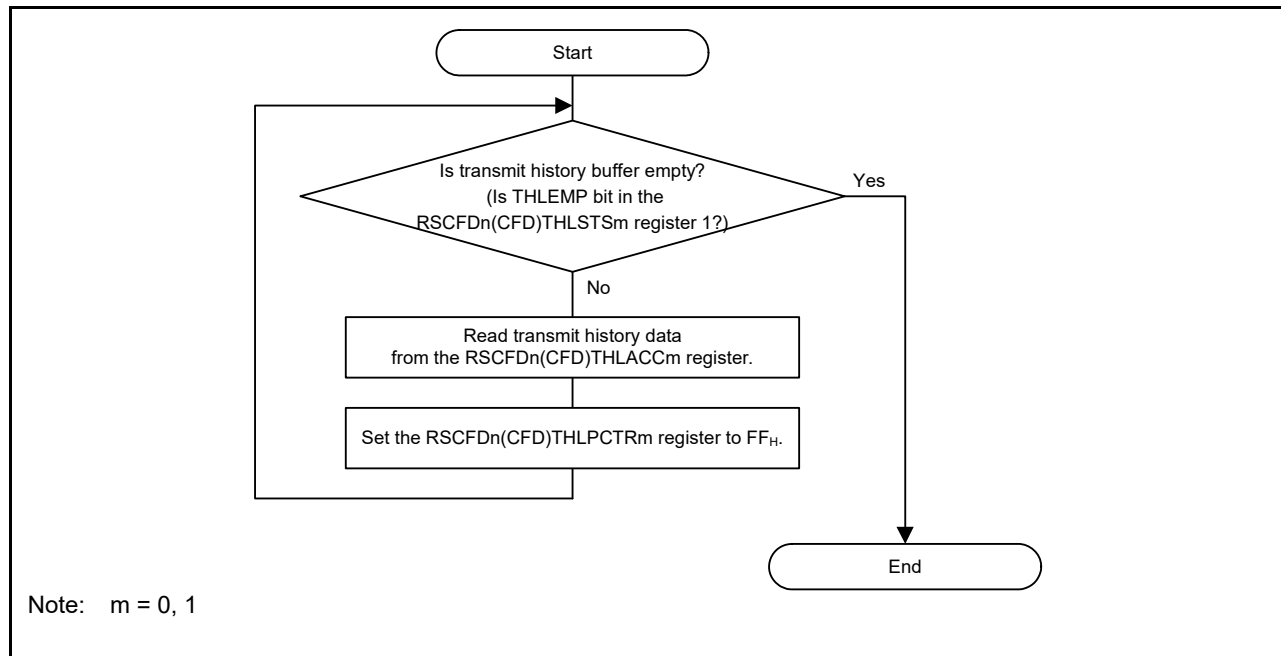 Start
Is transmit history buffer empty?
(Is THLEMP bit in the
RSCFDn(CFD)THLSTSm register 1?)
Yes
No
Read transmit history data
from the RSCFDn(CFD)THLACCm register.
Set the RSCFDn(CFD)THLPCTRm register to FFH.
End
Note: m = 0, 1